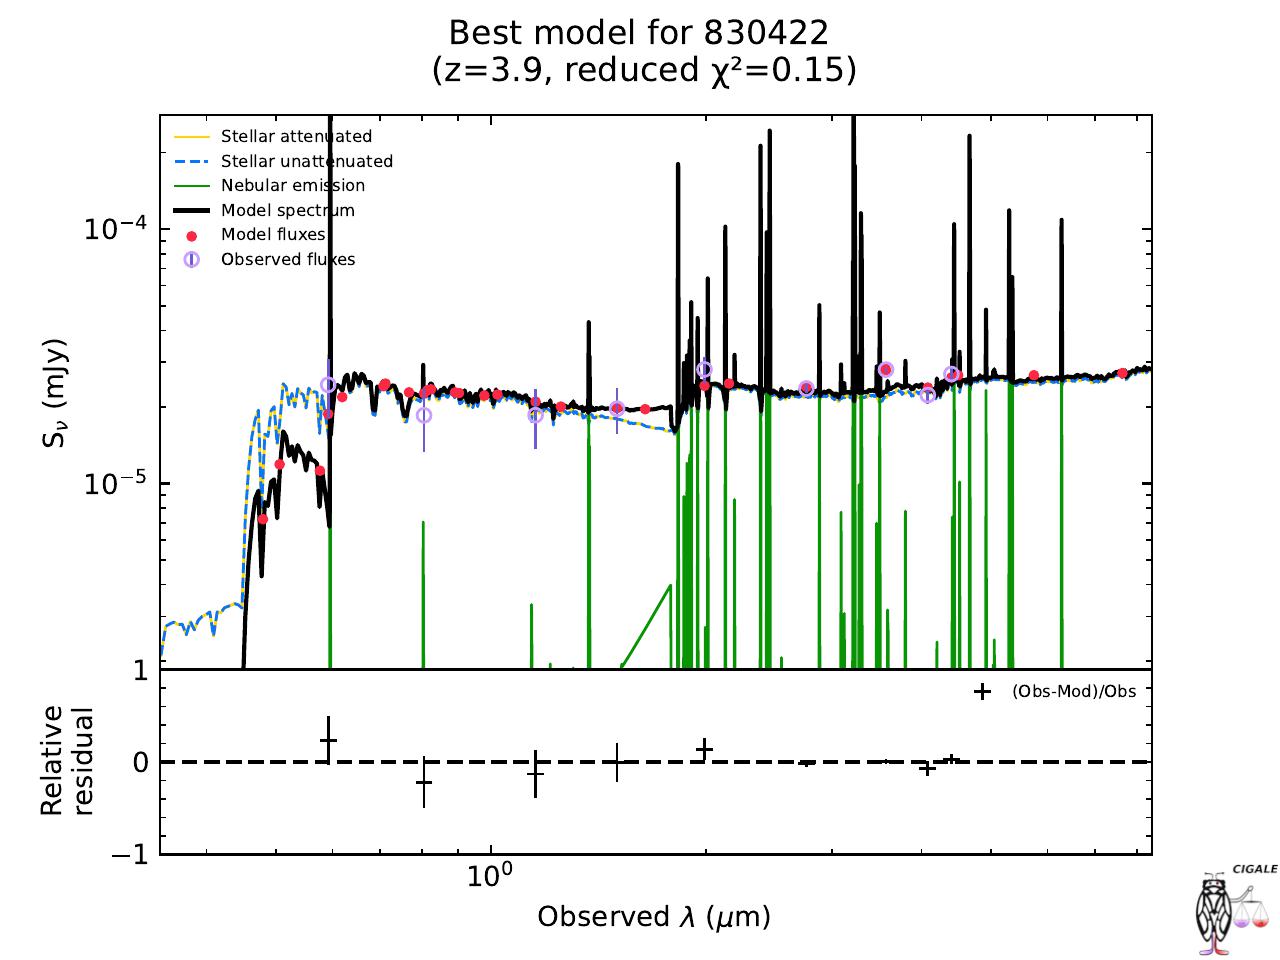 Best model for 830422
(z=3.9, reduced χ²=0.15)
Stellar attenuated
Stellar unattenuated
Nebular emission
Model spectrum
Model fluxes
Observed fluxes
10⁻⁴
10⁻⁵
Sν (mJy)
1
0
−1
Relative
residual
(Obs-Mod)/Obs
10⁰
Observed λ (μm)
CIGALE